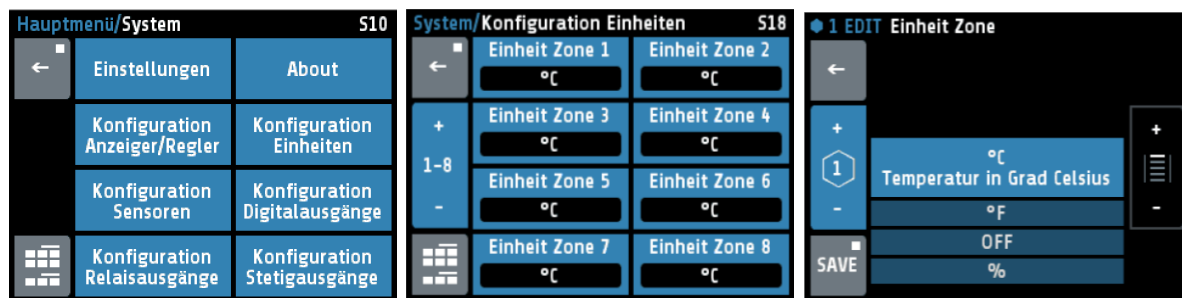 Hauptmenü/System S10
←
Einstellungen
About
Konfiguration
Anzeiger/Regler
Konfiguration
Einheiten
Konfiguration
Sensoren
Konfiguration
Digitalausgänge
Konfiguration
Relaisausgänge
Konfiguration
Stetigausgänge
System/Konfiguration Einheiten S18
←
Einheit Zone 1
°C
Einheit Zone 2
°C
+
1-8
-
Einheit Zone 3
°C
Einheit Zone 4
°C
Einheit Zone 5
°C
Einheit Zone 6
°C
Einheit Zone 7
°C
Einheit Zone 8
°C
1 EDIT Einheit Zone
←
+
1
-
SAVE
°C
Temperatur in Grad Celsius
°F
OFF
%
+
-